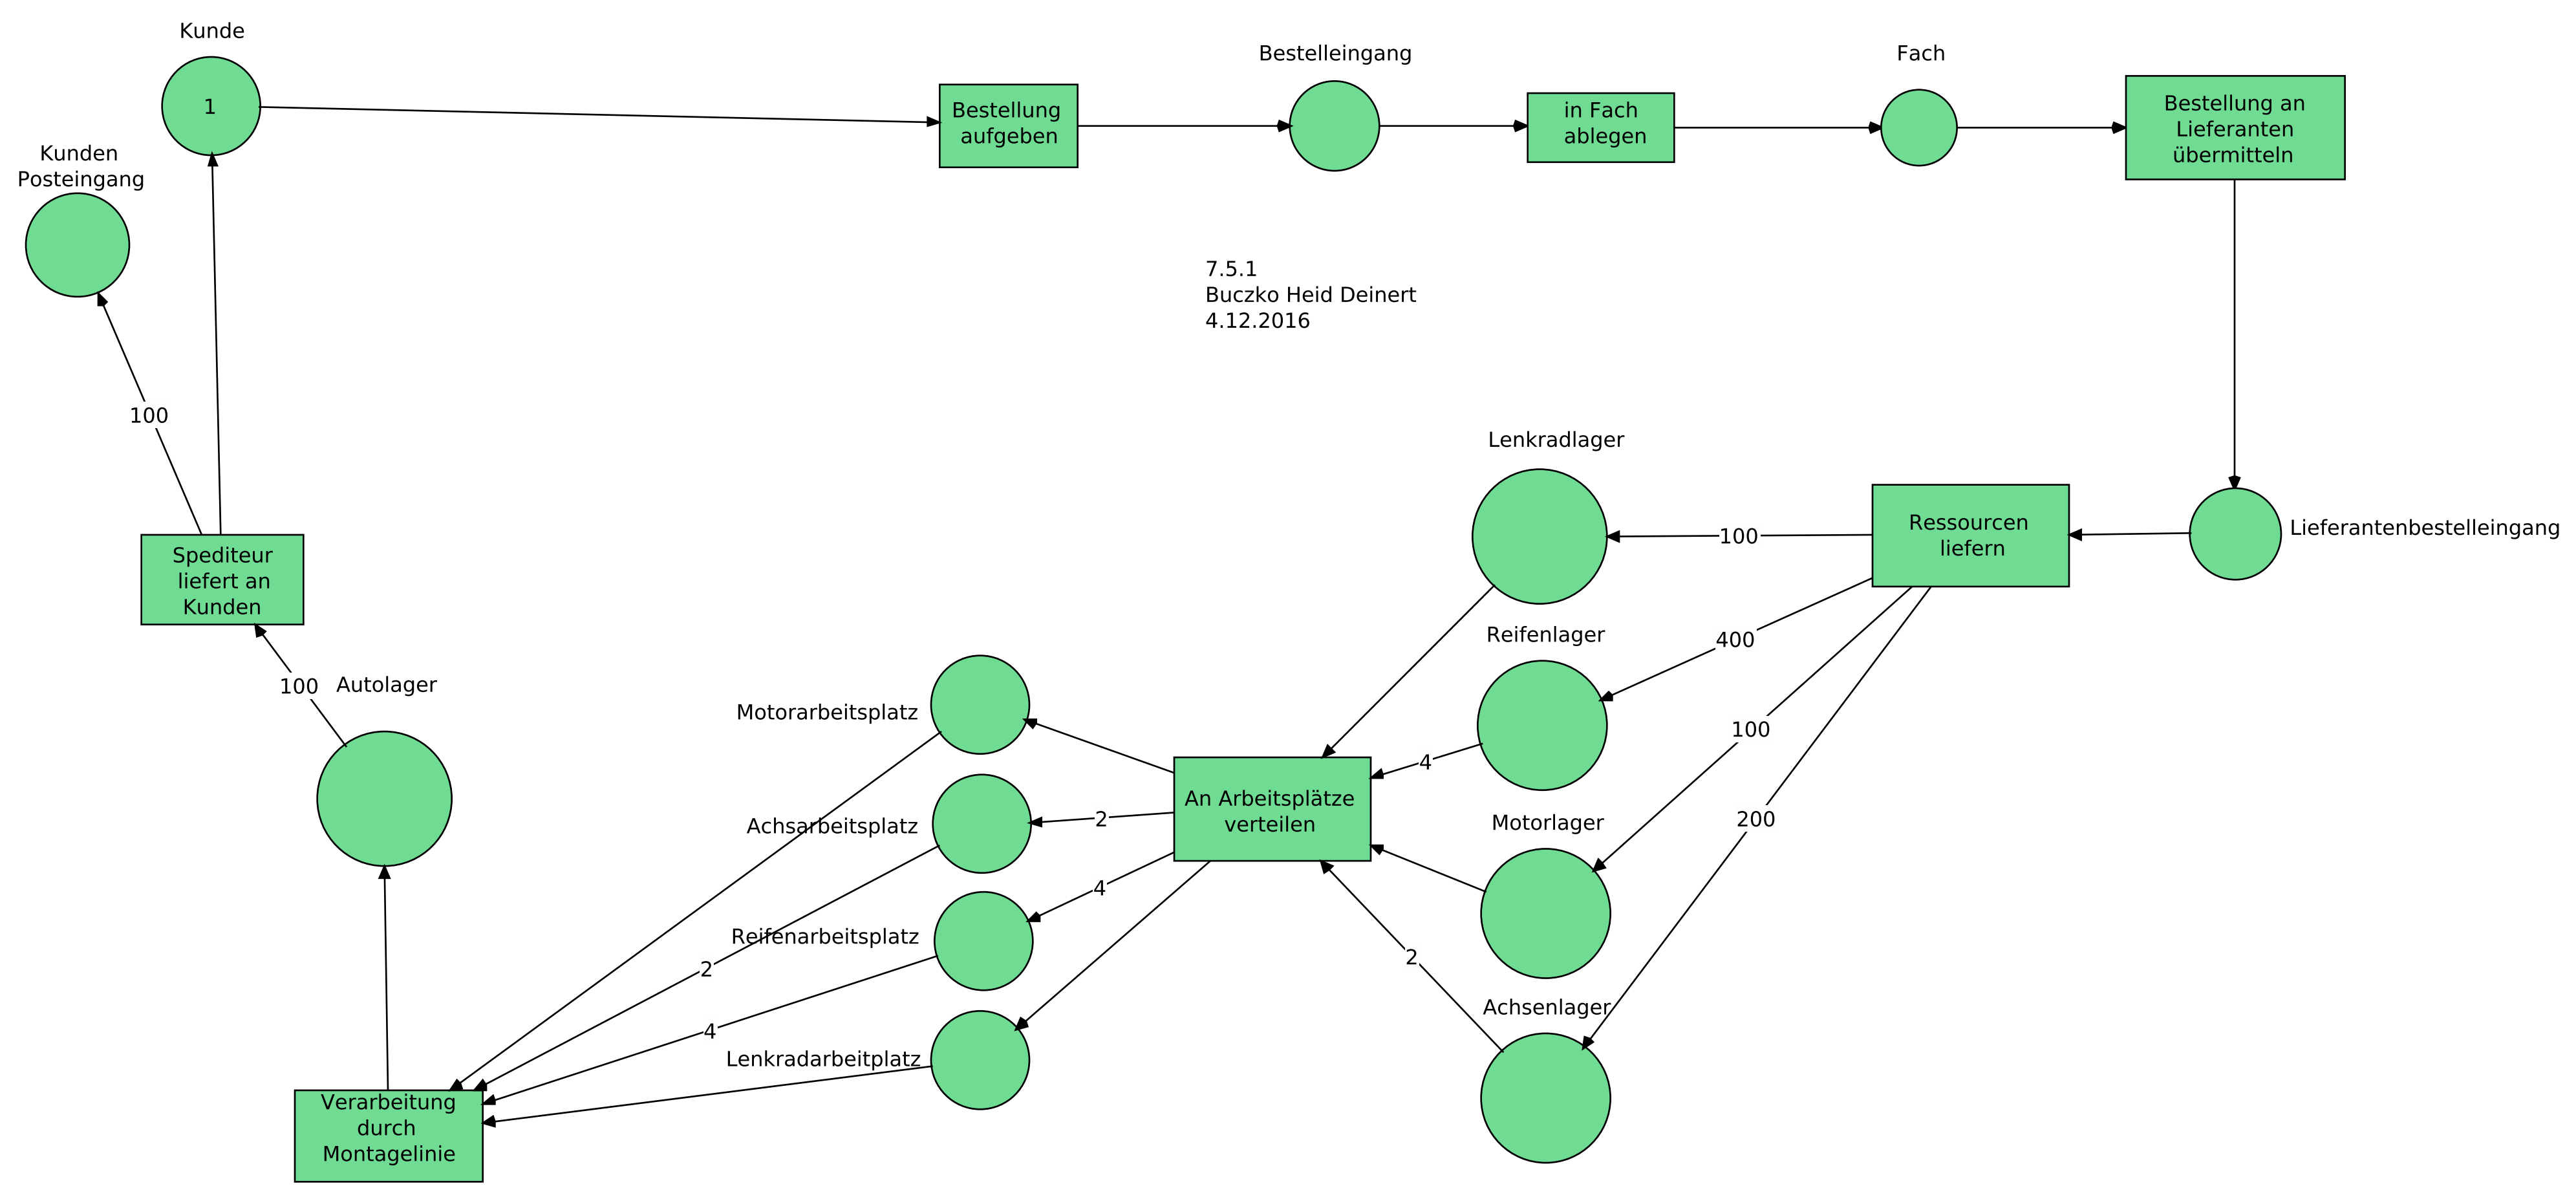 Kunde
1
Kunden
Posteingang
Bestellung
aufgeben
Bestelleingang
in Fach
ablegen
Fach
Bestellung an
Lieferanten
übermitteln
7.5.1
Buczko Heid Deinert
4.12.2016
100
Spediteur
liefert an
Kunden
100
Autolager
Lenkradlager
100
Ressourcen
liefern
Lieferantenbestelleingang
Reifenlager
400
4
100
Motorlager
200
Achsenlager
2
An Arbeitsplätze
verteilen
Motorarbeitsplatz
2
Achsarbeitsplatz
4
Reifenarbeitsplatz
2
4
Lenkradarbeitplatz
Verarbeitung
durch
Montagelinie